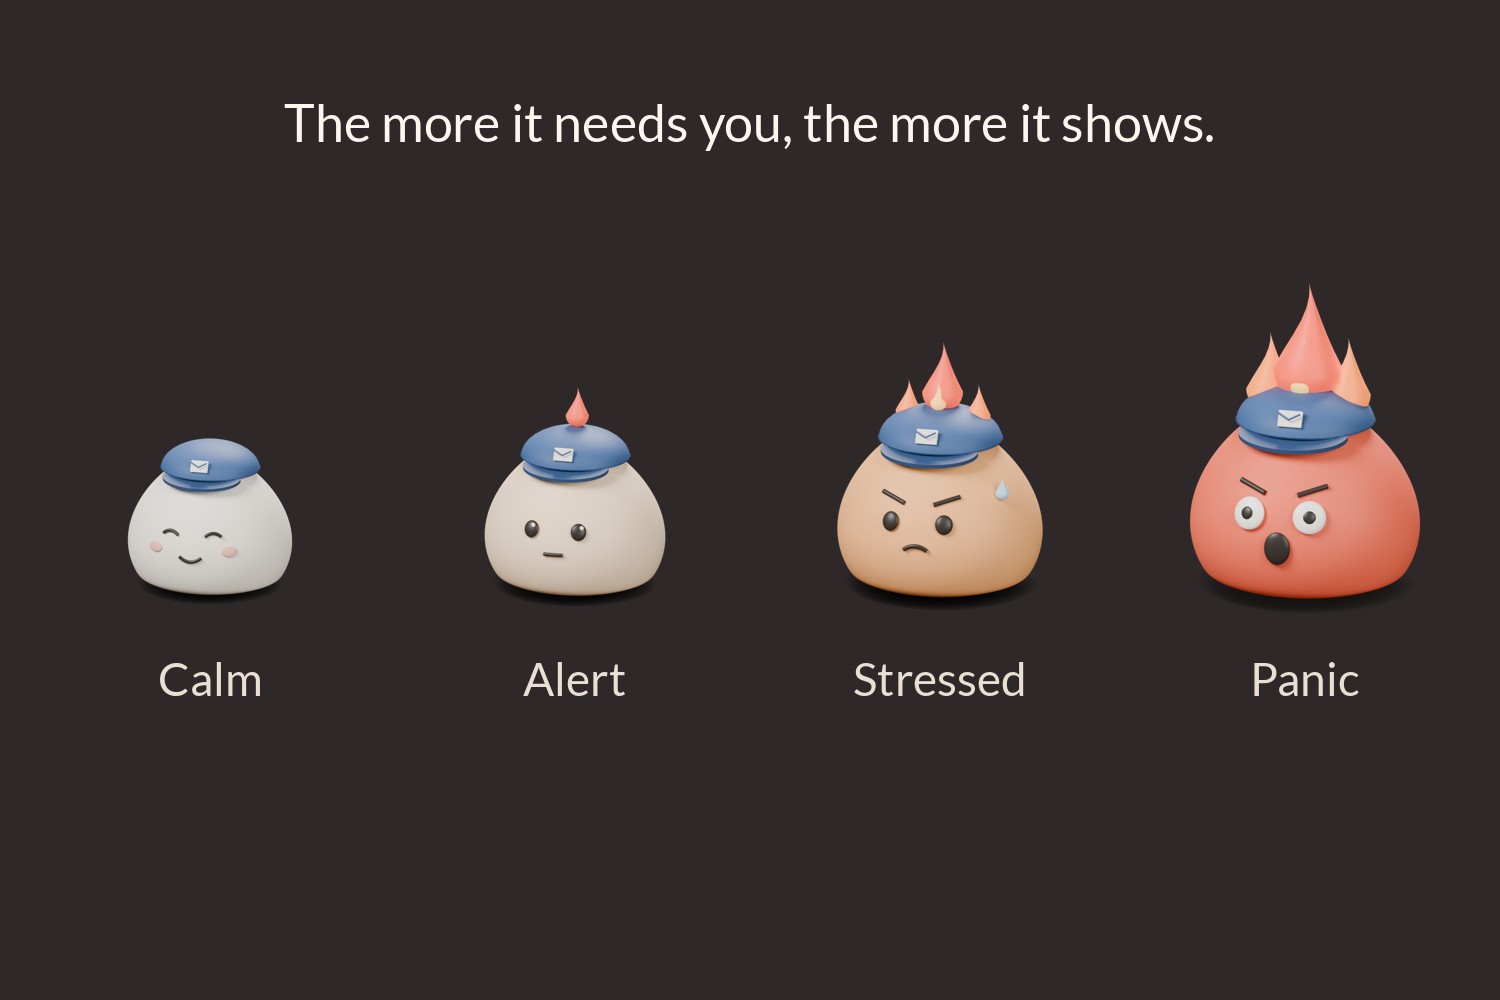 The more it needs you, the more it shows.
Calm
Alert
Stressed
Panic